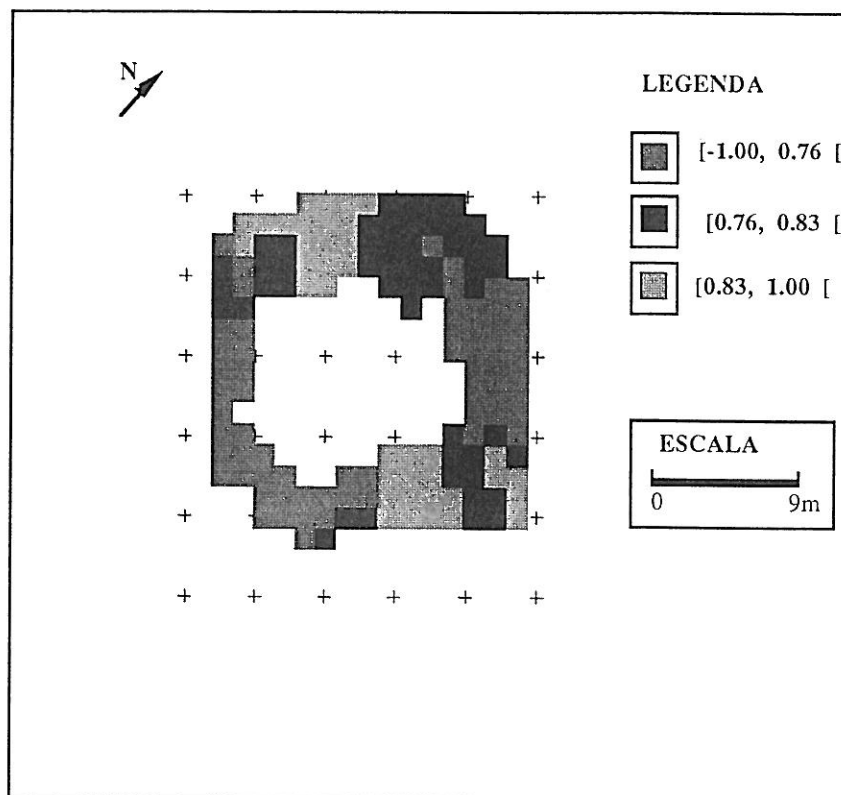 N
LEGENDA
[-1.00, 0.76 [
[0.76, 0.83 [
[0.83, 1.00 [
ESCALA
0 9m